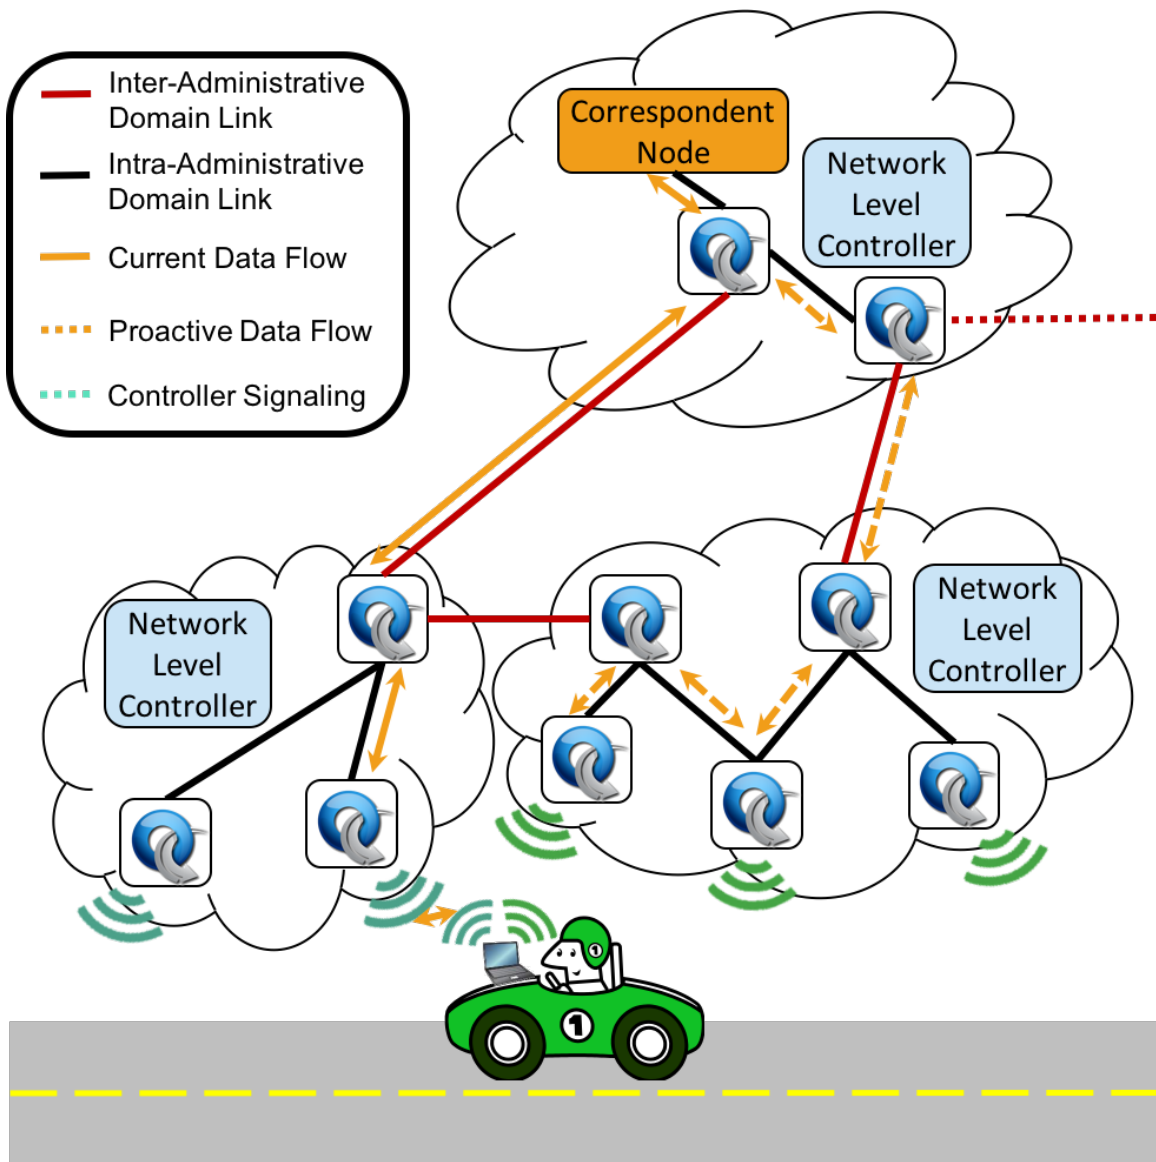 Inter-Administrative
Domain Link
Intra-Administrative
Domain Link
Current Data Flow
Proactive Data Flow
Controller Signaling
Correspondent
Node
Network
Level
Controller
Network
Level
Controller
Network
Level
Controller
1
1